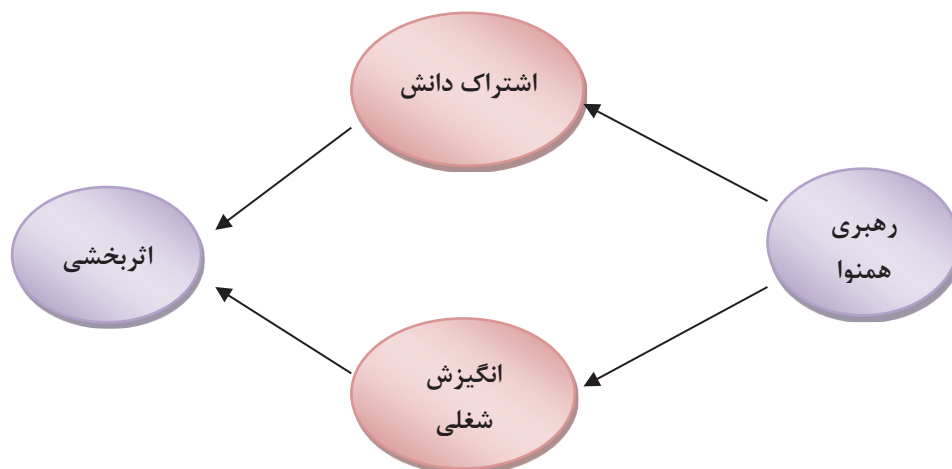 اشتراک دانش
رهبری
همنوا
اثربخشی
انگیزش
شغلی